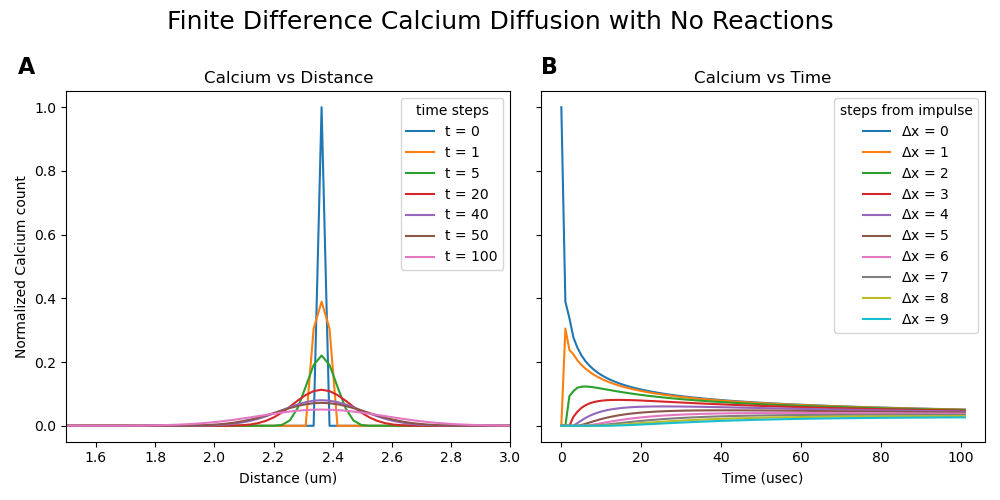 Finite Difference Calcium Diffusion with No Reactions
A
Calcium vs Distance
Normalized Calcium count
1.0
0.8
0.6
0.4
0.2
0.0
1.6 1.8 2.0 2.2 2.4 2.6 2.8 3.0
Distance (um)
time steps
t = 0
t = 1
t = 5
t = 20
t = 40
t = 50
t = 100
B
Calcium vs Time
steps from impulse
Δx = 0
Δx = 1
Δx = 2
Δx = 3
Δx = 4
Δx = 5
Δx = 6
Δx = 7
Δx = 8
Δx = 9
0 20 40 60 80 100
Time (usec)